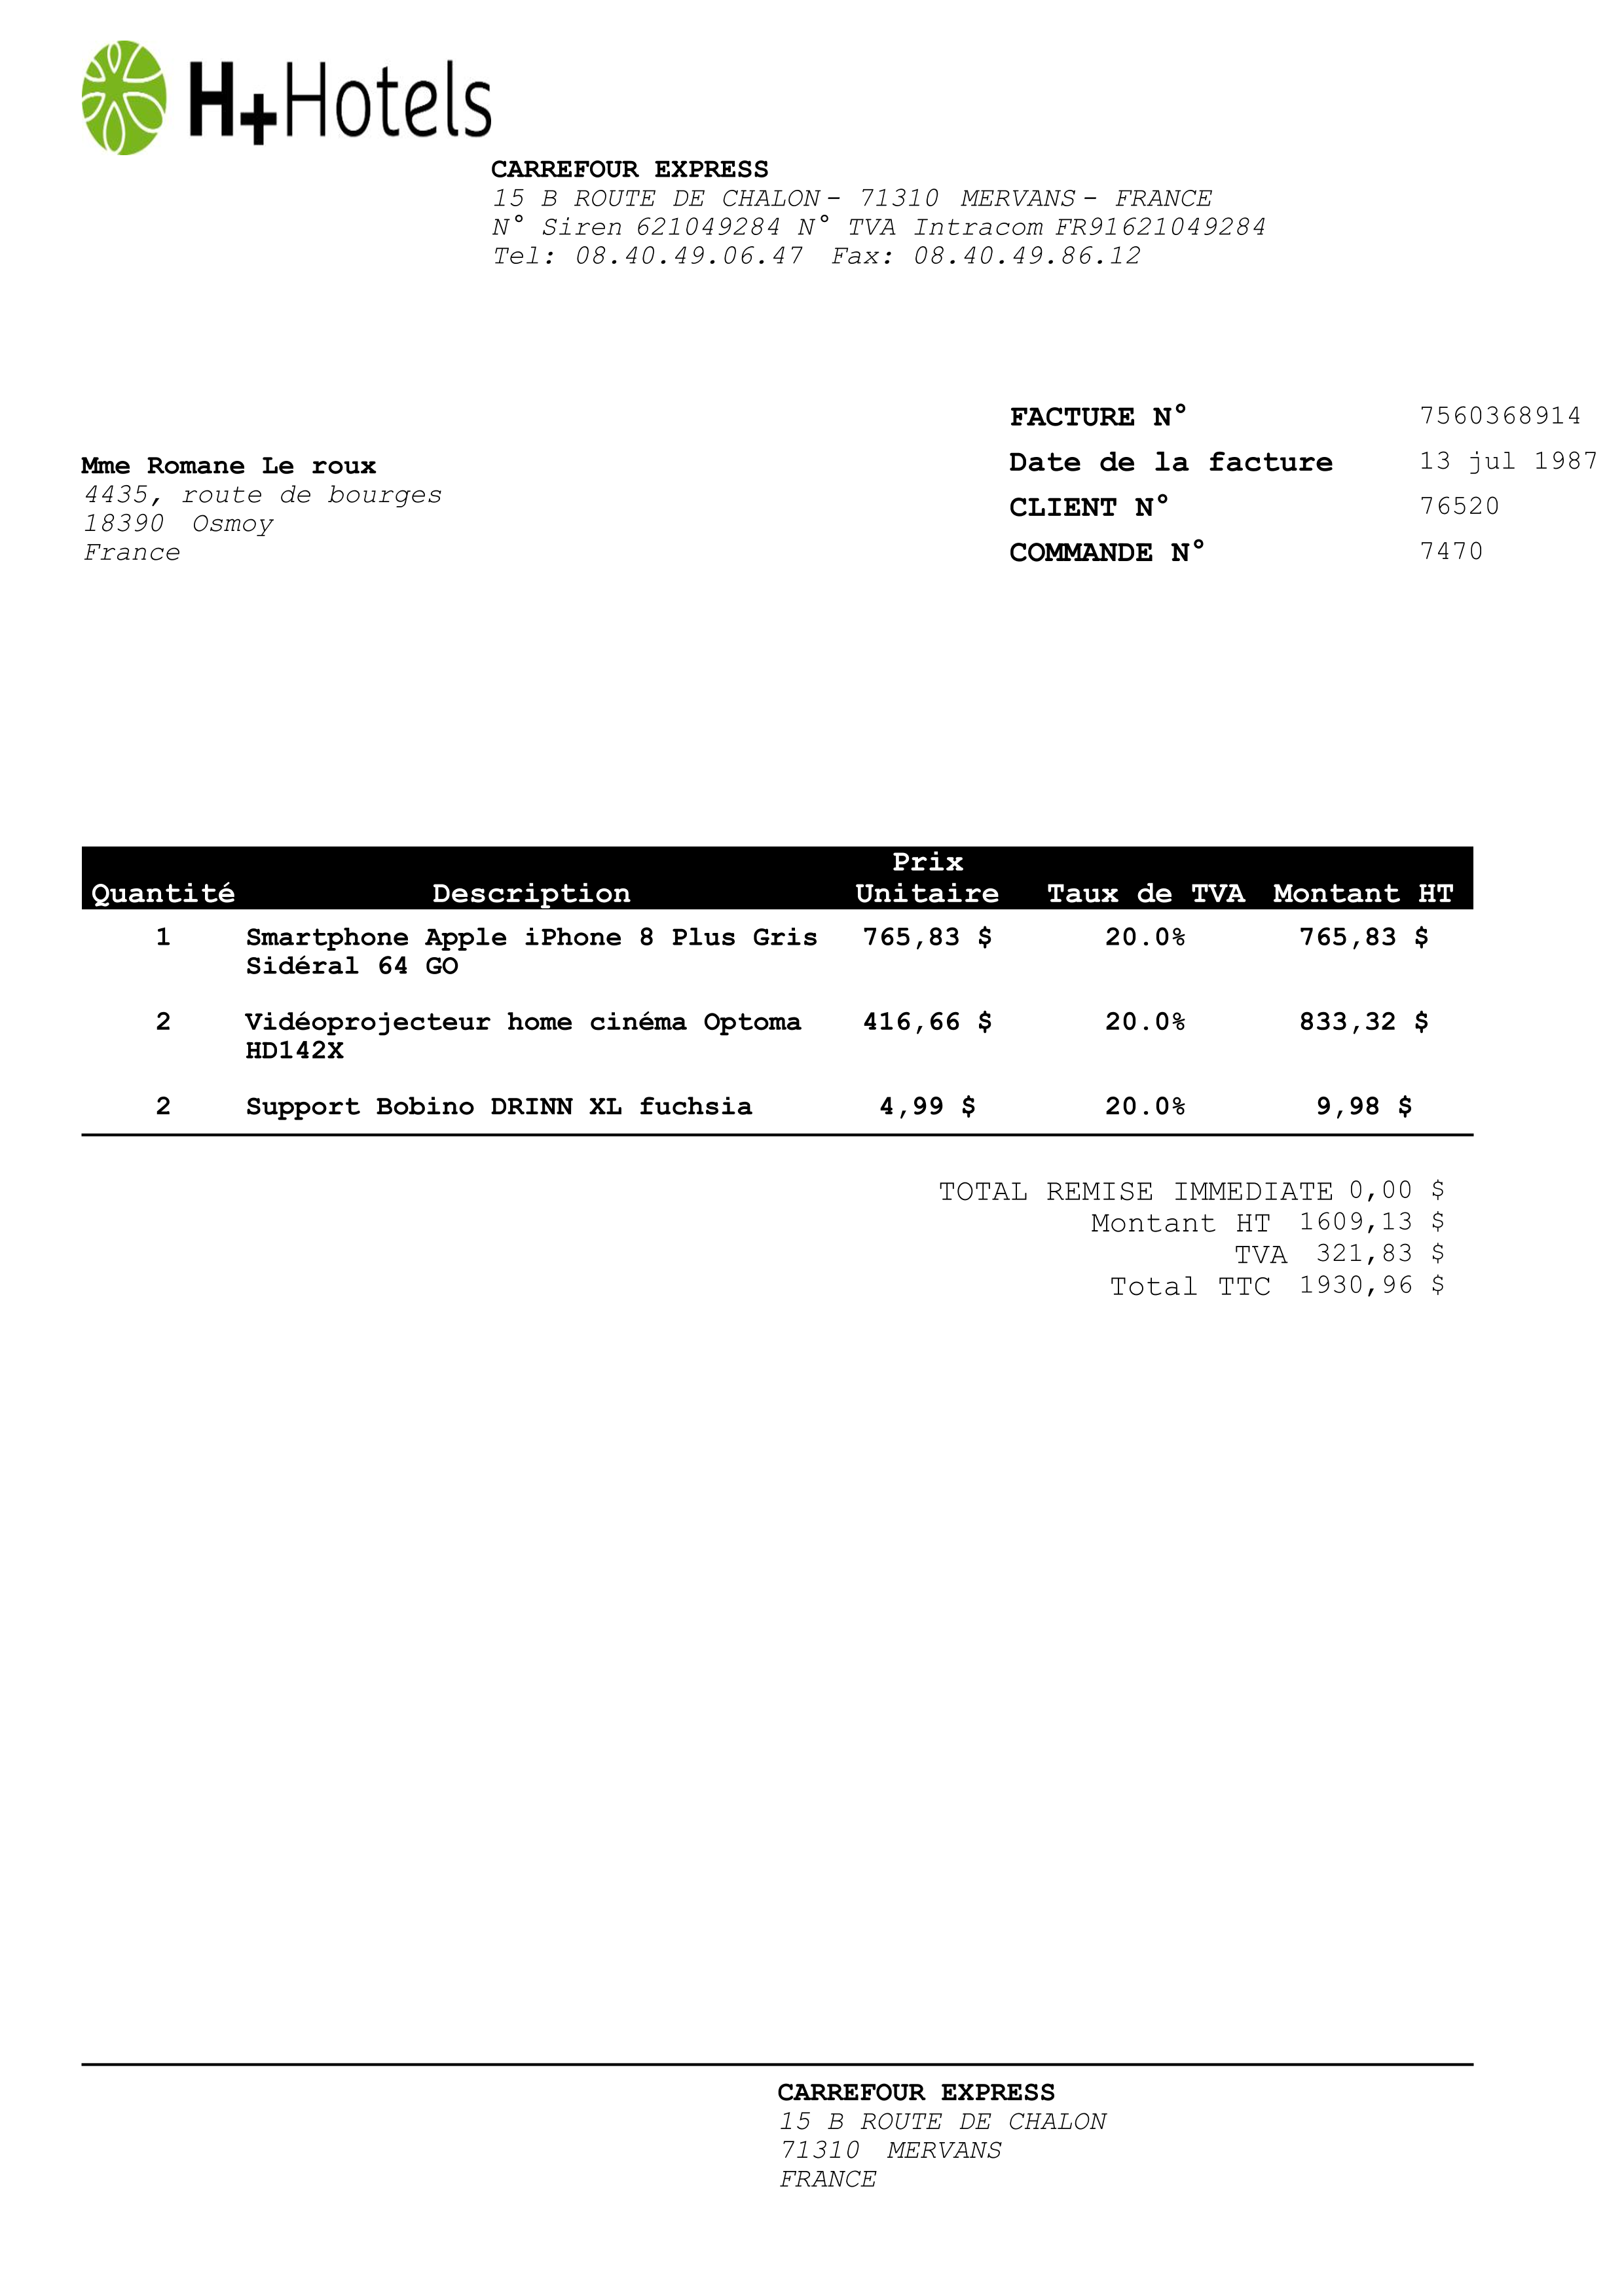 H+Hotels
CARREFOUR EXPRESS
15 B ROUTE DE CHALON - 71310 MERVANS - FRANCE
N° Siren 621049284 N° TVA Intracom FR91621049284
Tel: 08.40.49.06.47 Fax: 08.40.49.86.12
FACTURE N° 7560368914
Date de la facture 13 jul 1987
CLIENT N° 76520
COMMANDE N° 7470
Mme Romane Le roux
4435, route de bourges
18390 Osmoy
France
Quantité Description Prix Unitaire Taux de TVA Montant HT
1 Smartphone Apple iPhone 8 Plus Gris 765,83 $ 20.0% 765,83 $
Sidéral 64 GO
2 Vidéoprojecteur home cinéma Optoma 416,66 $ 20.0% 833,32 $
HD142X
2 Support Bobino DRINN XL fuchsia 4,99 $ 20.0% 9,98 $
TOTAL REMISE IMMEDIATE 0,00 $
Montant HT 1609,13 $
TVA 321,83 $
Total TTC 1930,96 $
CARREFOUR EXPRESS
15 B ROUTE DE CHALON
71310 MERVANS
FRANCE